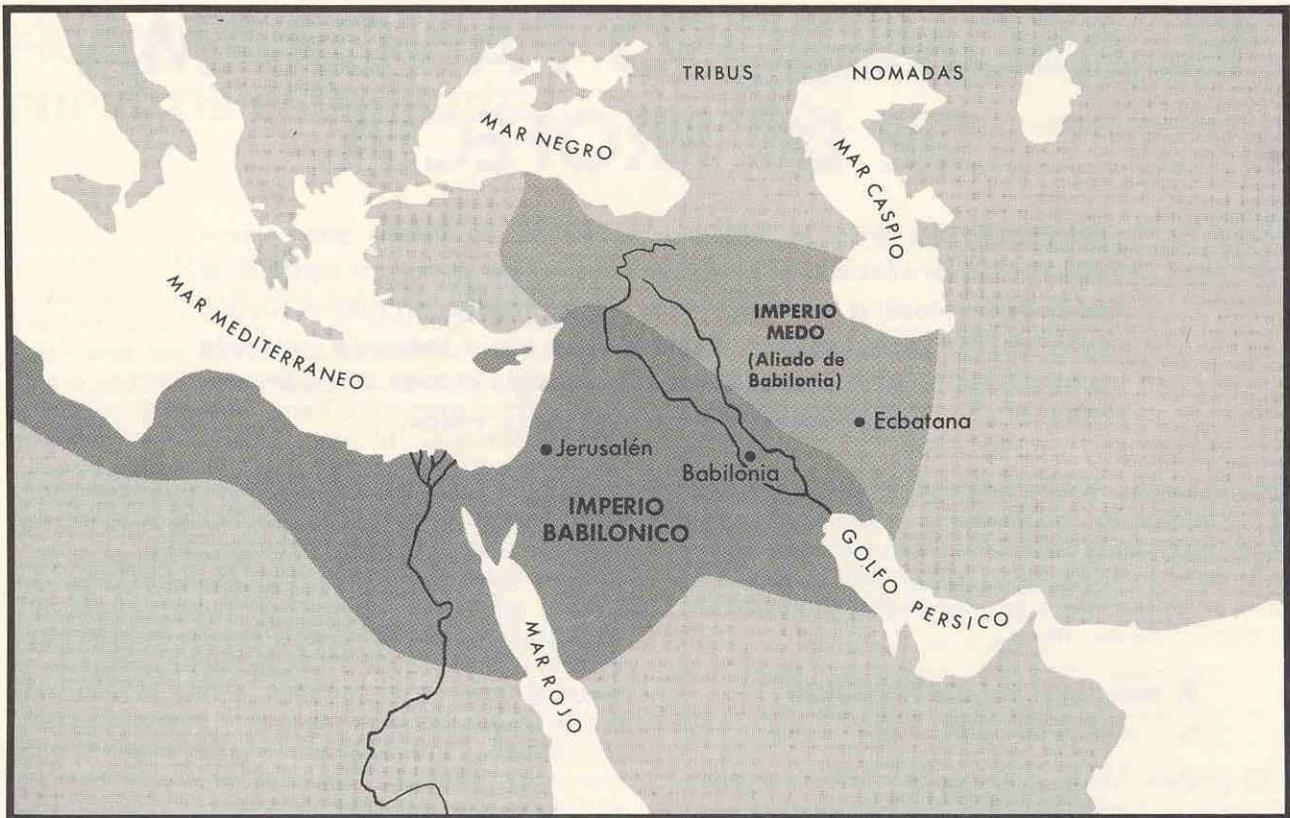 TRIBUS NOMADAS
MAR NEGRO
MAR CASPIO
MAR MEDITERRANEO
IMPERIO
MEDO
(Aliado de
Babilonia)
Ecbatana
Jerusalén
Babilonia
IMPERIO
BABILONICO
GOLFO PERSICO
MAR ROJO